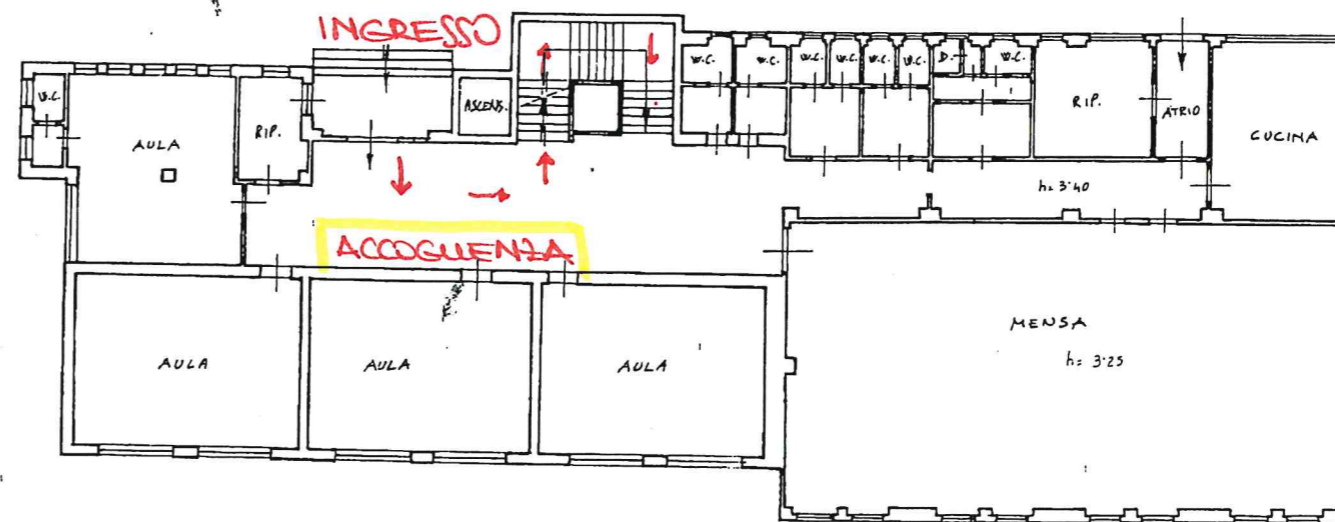 INGRESSO
W.C.
W.C.
W.C.
W.C.
W.C.
W.C.
D.
W.C.
W.C.
AULA
RIP.
ASCENS.
RIP.
ATRIO
CUCINA
h= 3.40
ACCOGLIENZA
MENSA
h= 3.25
AULA
AULA
AULA